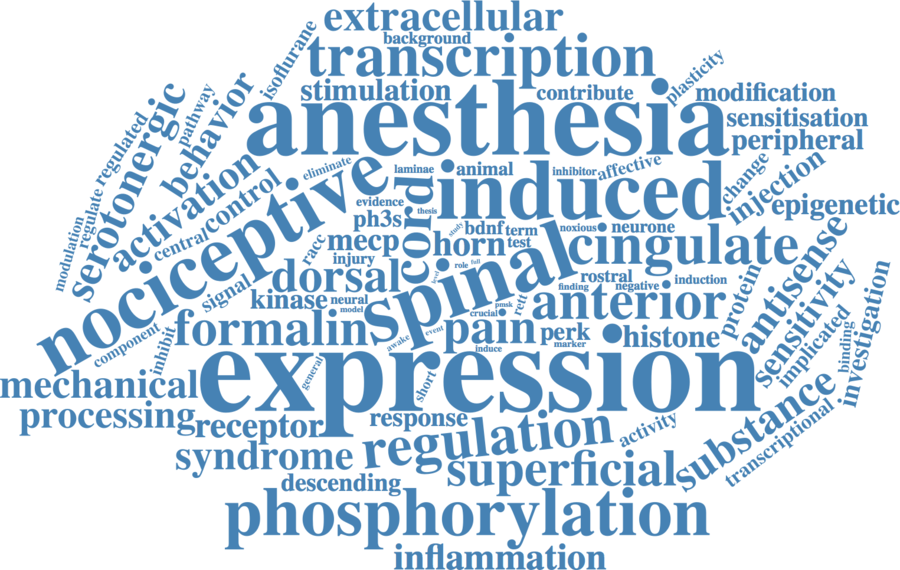 extracellular
background
isoflurane
transcription
plasticity
stimulation
contribute
modification
anesthesia
sensitisation
peripheral
pathway
behavior
regulated
serotonergic
eliminate
laminae
animal
inhibitor
affective
change
injection
activation
control
nociceptive
cord
induced
epigenetic
regulate
evidence
thesis
ph3s
study
bdnf
term
noxious
neurone
modulation
central
racc
mecp
horn
test
cingulate
antisense
injury
spinal
role
full
dorsal
rostral
induction
finding
negative
signal
kinase
neural
model
anterior
protein
sensitivity
pmsk
rett
crucial
formalin
pain
perk
marker
histone
implicated
investigation
binding
component
inhibit
awake
event
induce
expression
general
short
mechanical
processing
receptor
response
regulation
activity
substance
transcriptional
syndrome
superficial
descending
phosphorylation
inflammation